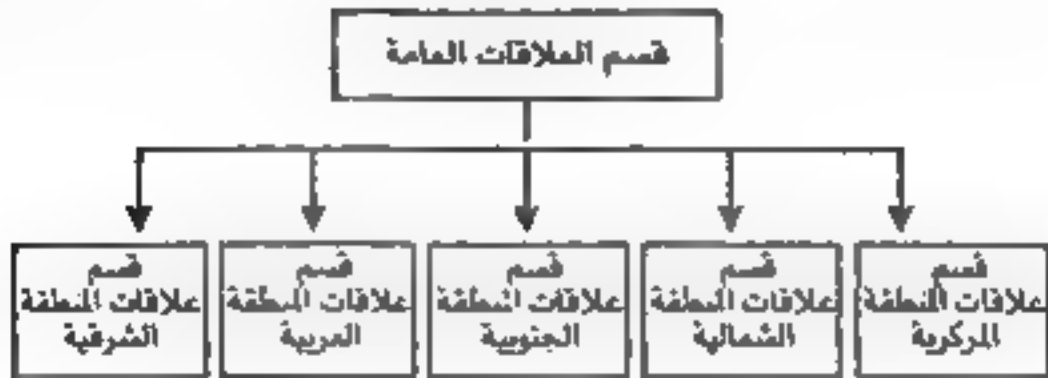 قسم العلاقات العامة
قسم
علاقات المنطقة
المركزية
قسم
علاقات المنطقة
الشمالية
قسم
علاقات المنطقة
الجنوبية
قسم
علاقات المنطقة
الغربية
قسم
علاقات المنطقة
الشرقية